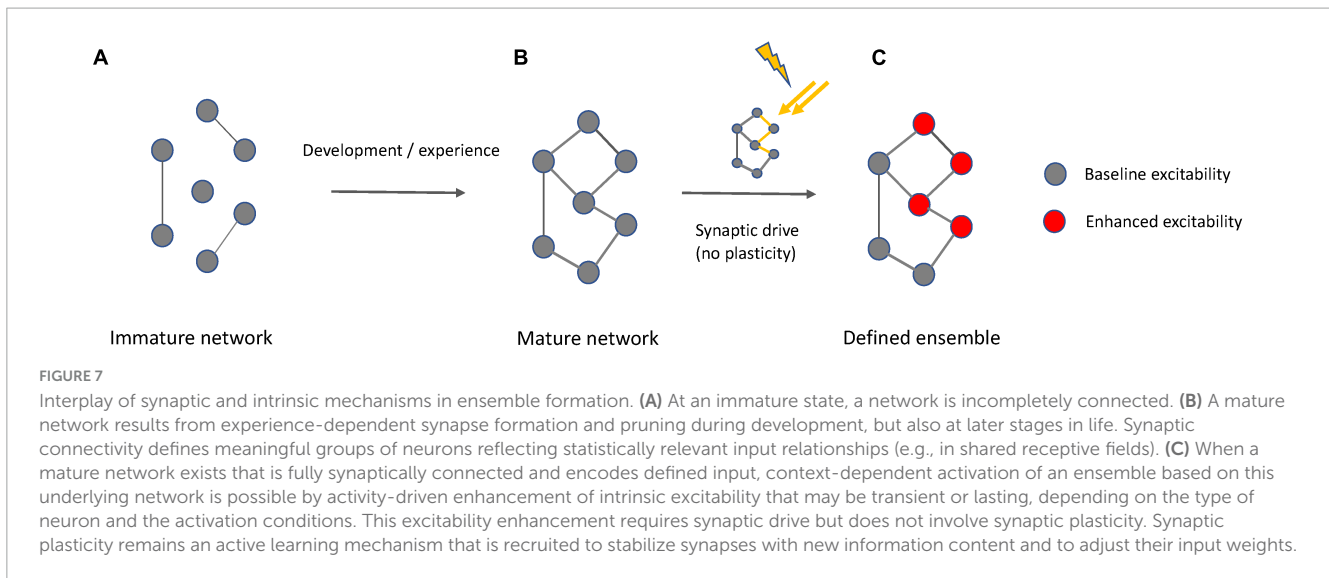 A
B
C
Development / experience
Synaptic drive
(no plasticity)
Baseline excitability
Enhanced excitability
Immature network
Mature network
Defined ensemble
FIGURE 7
Interplay of synaptic and intrinsic mechanisms in ensemble formation. (A) At an immature state, a network is incompletely connected. (B) A mature
network results from experience-dependent synapse formation and pruning during development, but also at later stages in life. Synaptic
connectivity defines meaningful groups of neurons reflecting statistically relevant input relationships (e.g., in shared receptive fields). (C) When a
mature network exists that is fully synaptically connected and encodes defined input, context-dependent activation of an ensemble based on this
underlying network is possible by activity-driven enhancement of intrinsic excitability that may be transient or lasting, depending on the type of
neuron and the activation conditions. This excitability enhancement requires synaptic drive but does not involve synaptic plasticity. Synaptic
plasticity remains an active learning mechanism that is recruited to stabilize synapses with new information content and to adjust their input weights.